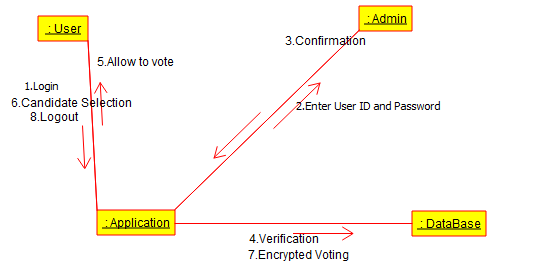 : User
: Admin
3.Confirmation
5.Allow to vote
1.Login
6.Candidate Selection
8.Logout
2.Enter User ID and Password
: Application
: DataBase
4.Verification
7.Encrypted Voting